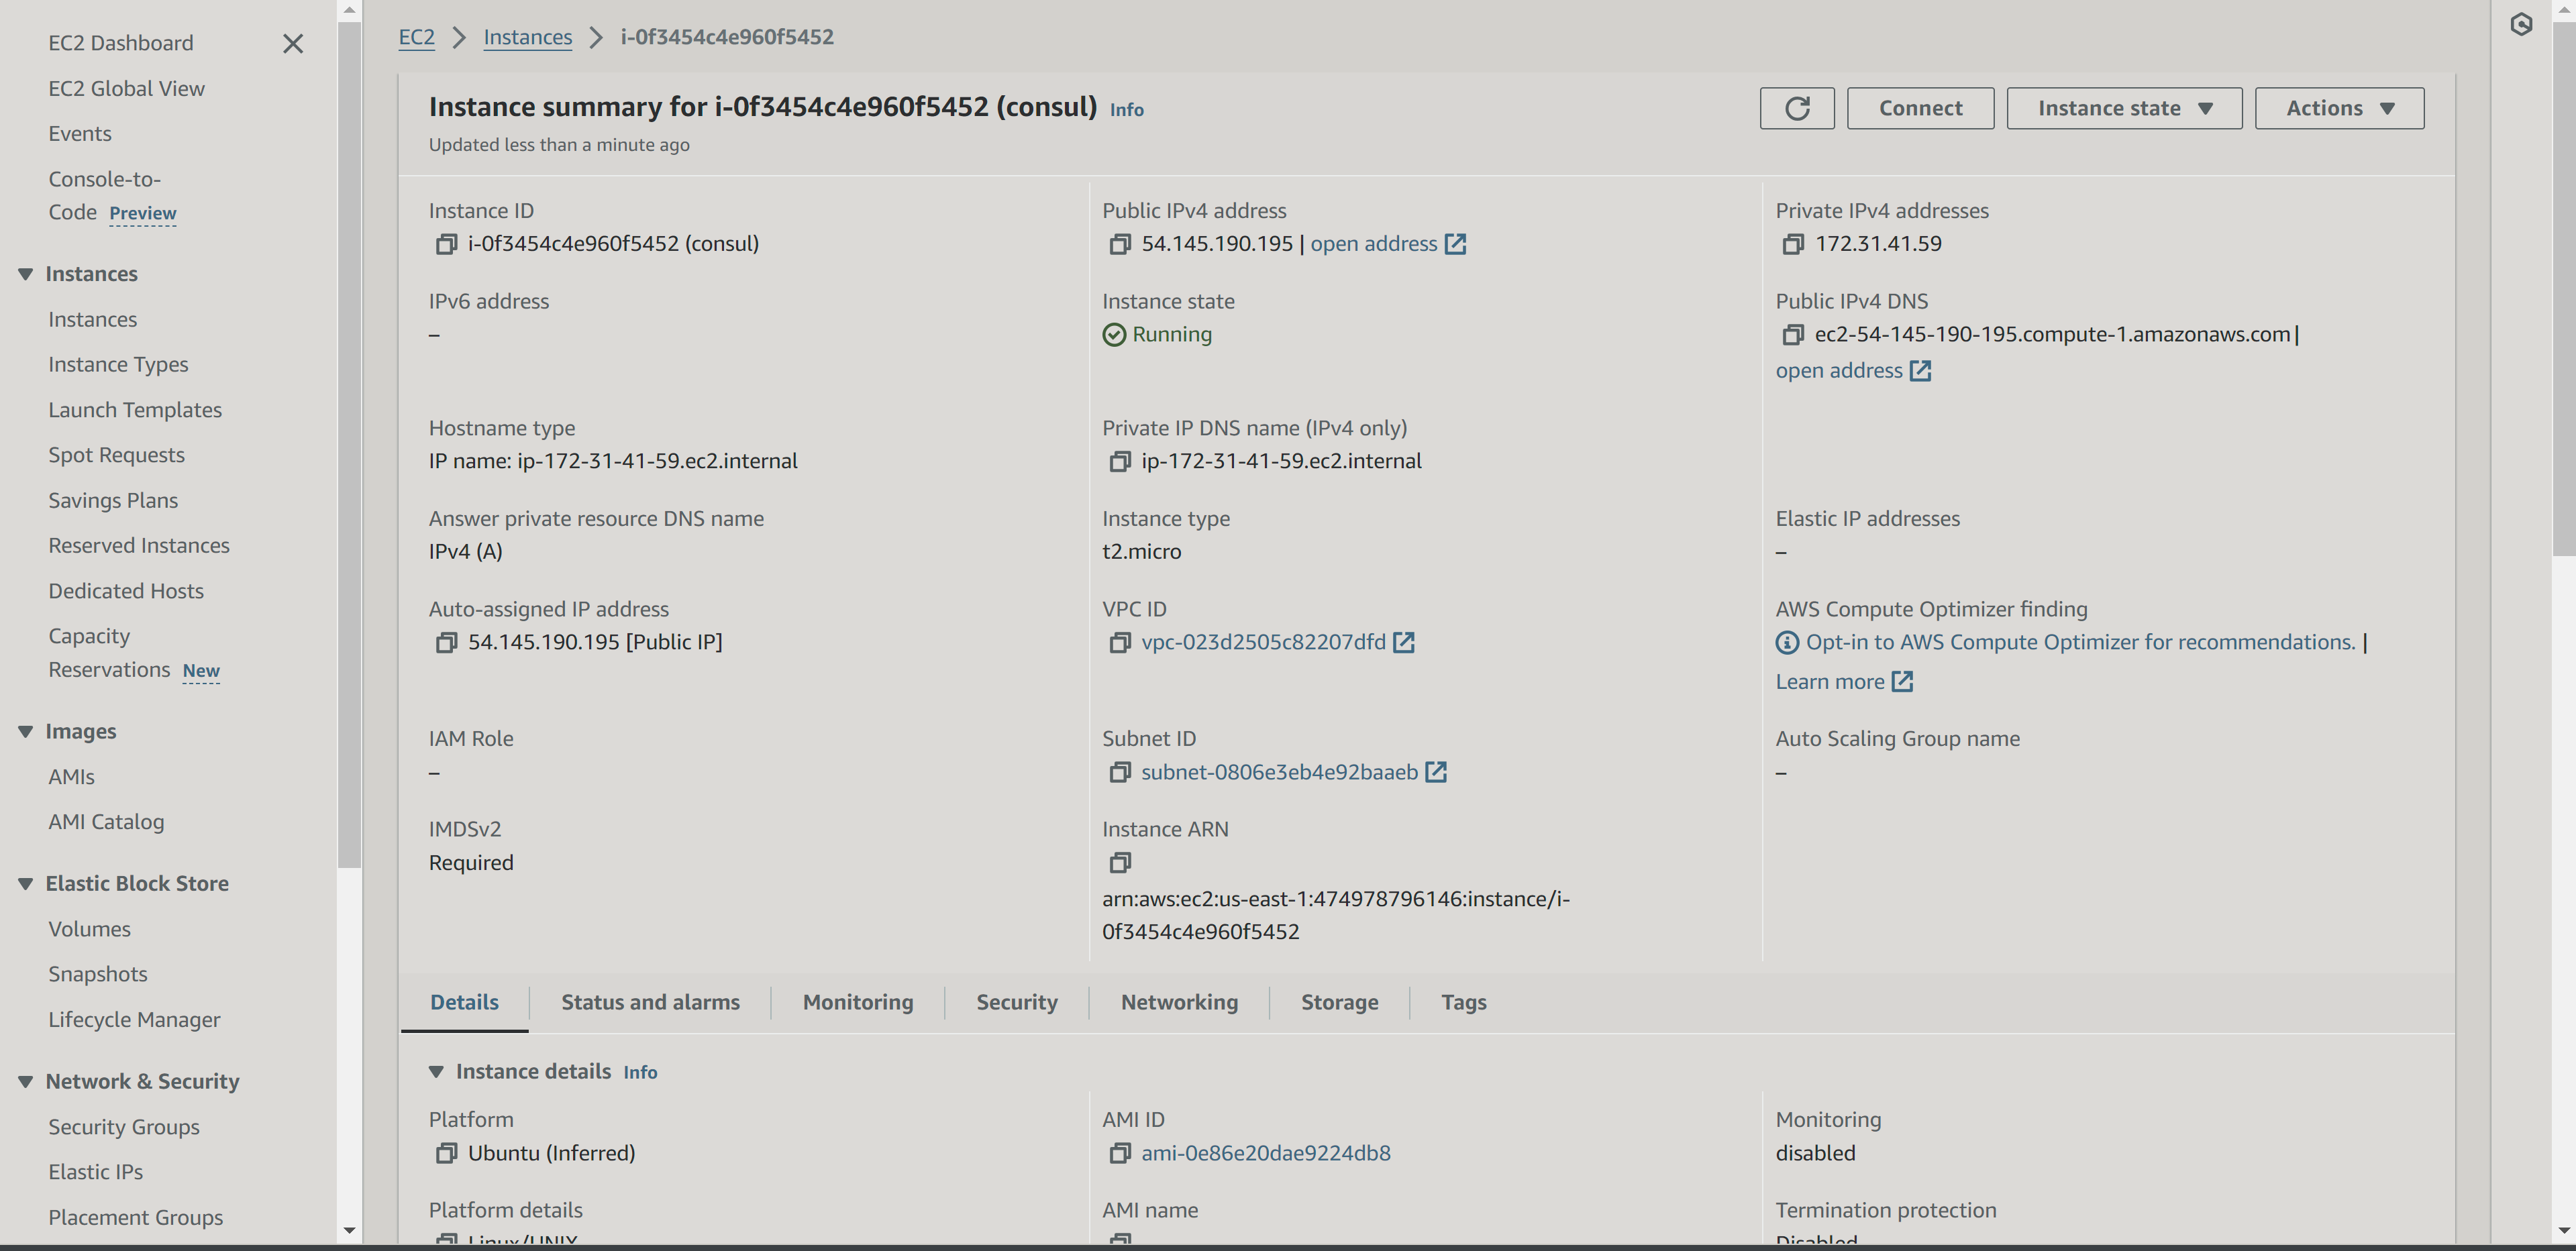 EC2 Dashboard
EC2 Global View
Events
Console-to-
Code Preview
Instances
Instances
Instance Types
Launch Templates
Spot Requests
Savings Plans
Reserved Instances
Dedicated Hosts
Capacity
Reservations New
Images
AMIs
AMI Catalog
Elastic Block Store
Volumes
Snapshots
Lifecycle Manager
Network & Security
Security Groups
Elastic IPs
Placement Groups
EC2 Instances i-0f3454c4e960f5452
Instance summary for i-0f3454c4e960f5452 (consul) Info
Updated less than a minute ago
Connect
Instance state
Actions
Instance ID
i-0f3454c4e960f5452 (consul)
Public IPv4 address
54.145.190.195 | open address
Private IPv4 addresses
172.31.41.59
IPv6 address
–
Instance state
Running
Public IPv4 DNS
ec2-54-145-190-195.compute-1.amazonaws.com |
open address
Hostname type
IP name: ip-172-31-41-59.ec2.internal
Private IP DNS name (IPv4 only)
ip-172-31-41-59.ec2.internal
Answer private resource DNS name
IPv4 (A)
Instance type
t2.micro
Elastic IP addresses
–
Auto-assigned IP address
54.145.190.195 [Public IP]
VPC ID
vpc-023d2505c82207dfd
AWS Compute Optimizer finding
Opt-in to AWS Compute Optimizer for recommendations. |
Learn more
IAM Role
–
Subnet ID
subnet-0806e3eb4e92baaeb
Auto Scaling Group name
–
IMDSv2
Required
Instance ARN
arn:aws:ec2:us-east-1:474978796146:instance/i-
0f3454c4e960f5452
Details
Status and alarms
Monitoring
Security
Networking
Storage
Tags
Instance details Info
Platform
Ubuntu (Inferred)
AMI ID
ami-0e86e20dae9224db8
Monitoring
disabled
Platform details
Linux/UNIX
AMI name
Termination protection
Disabled